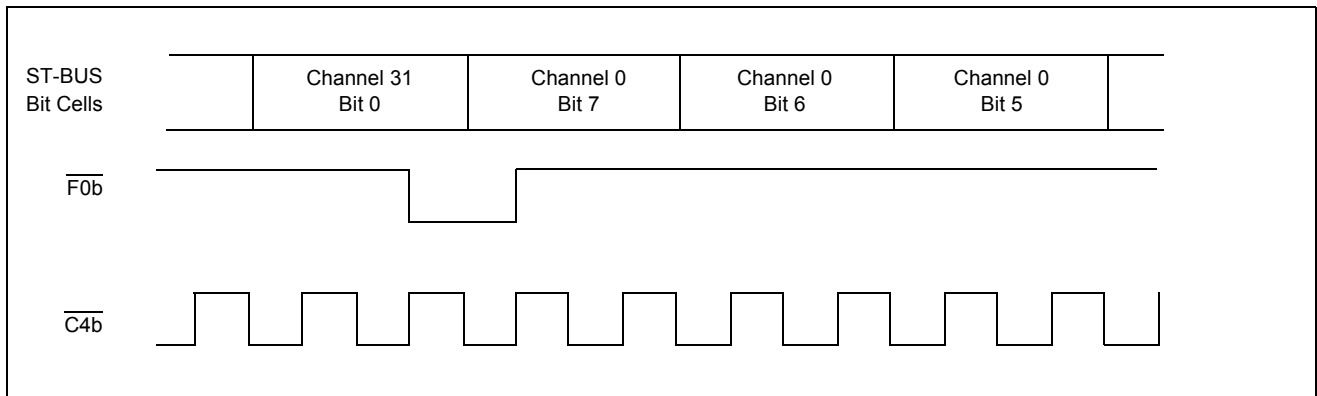 ST-BUS
Bit Cells
Channel 31
Bit 0
Channel 0
Bit 7
Channel 0
Bit 6
Channel 0
Bit 5
F0b
C4b